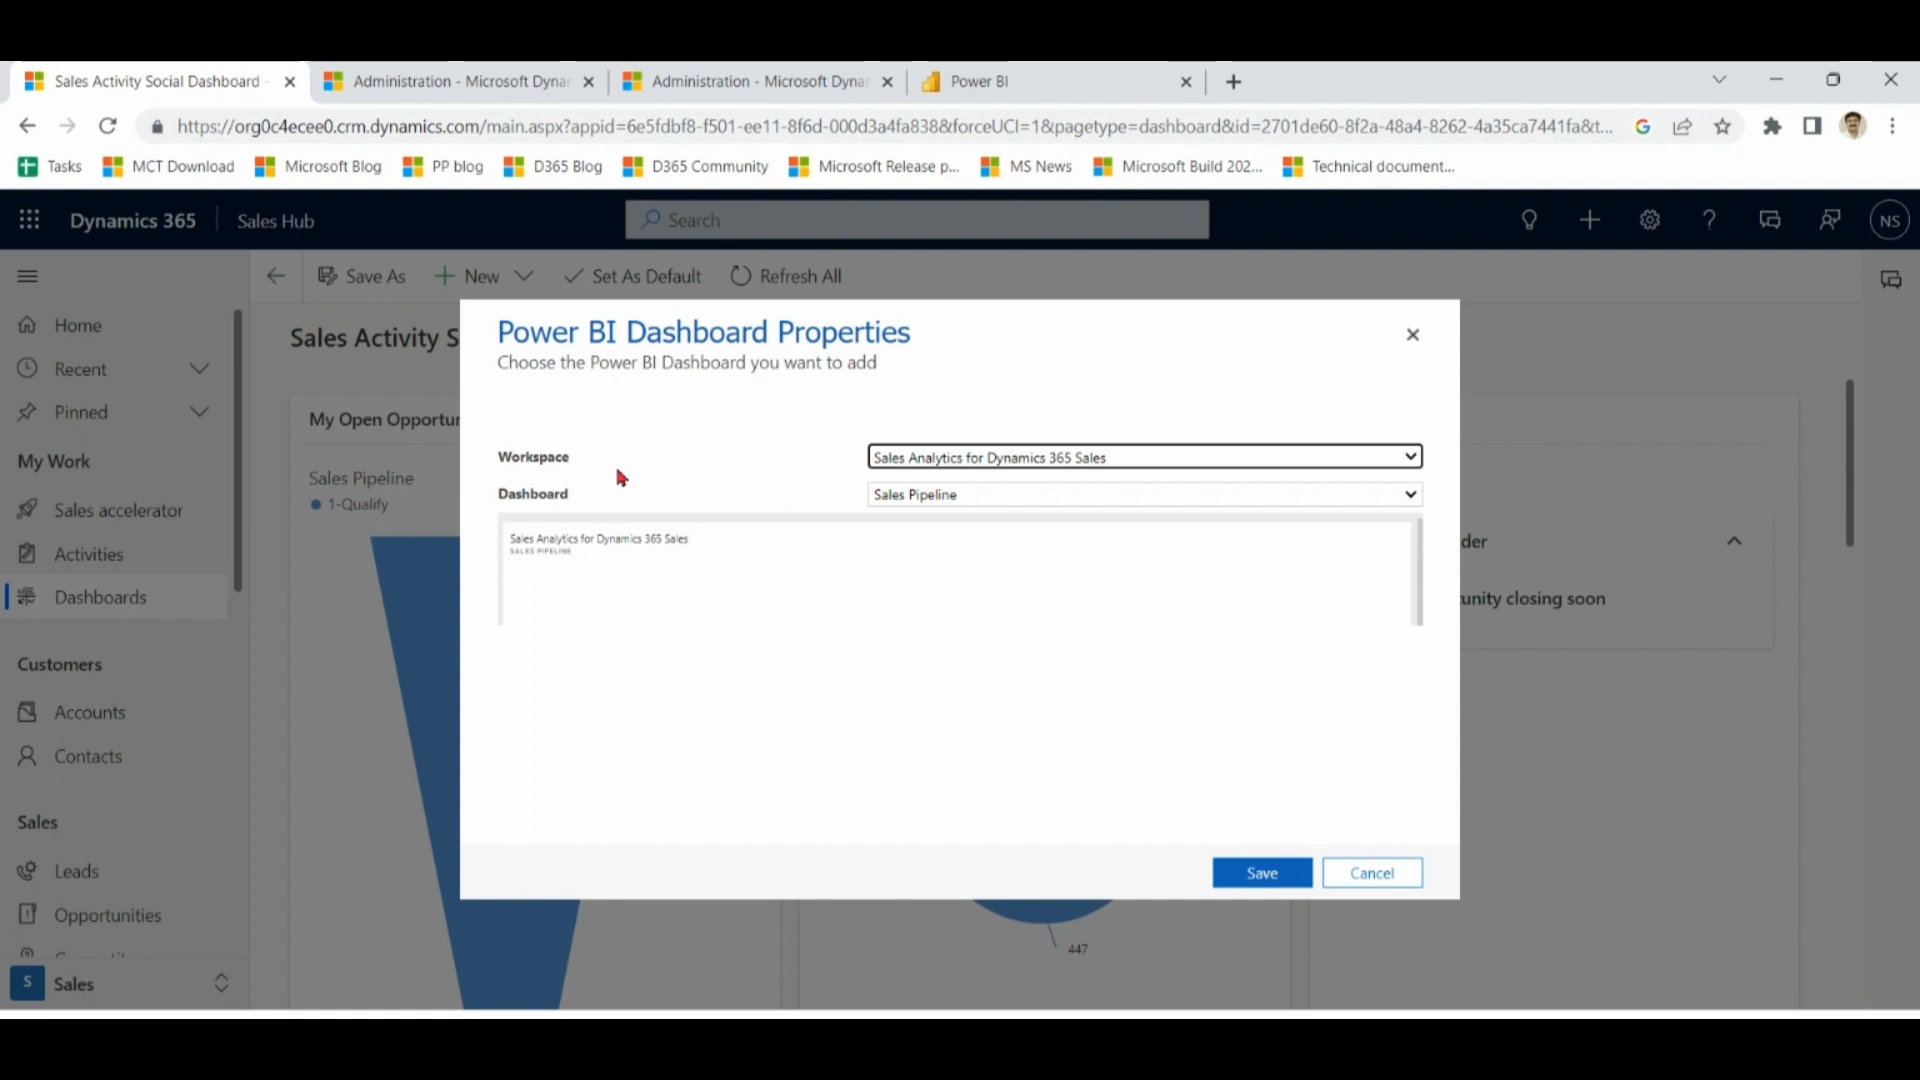 Sales Activity Social Dashboard -
Administration - Microsoft Dynar
Administration - Microsoft Dynar
Power BI
https://org0c4ecee0.crm.dynamics.com/main.aspx?appid=6e5fdbf8-f501-ee11-8f6d-000d3a4fa838&forceUCI=1&pagetype=dashboard&id=2701de60-8f2a-48a4-8262-4a35ca7441fa&t...
Tasks
MCT Download
Microsoft Blog
PP blog
D365 Blog
D365 Community
Microsoft Release p...
MS News
Microsoft Build 202...
Technical document...
Dynamics 365
Sales Hub
Search
NS
Save As
New
Set As Default
Refresh All
Home
Recent
Pinned
My Work
Sales accelerator
Activities
Dashboards
Customers
Accounts
Contacts
Sales
Leads
Opportunities
S
Sales
Sales Activity S
My Open Opportun
Sales Pipeline
1-Qualify
Power BI Dashboard Properties
Choose the Power BI Dashboard you want to add
Workspace
Sales Analytics for Dynamics 365 Sales
Dashboard
Sales Pipeline
Sales Analytics for Dynamics 365 Sales
SALES PIPELINE
Save
Cancel
der
unity closing soon
447